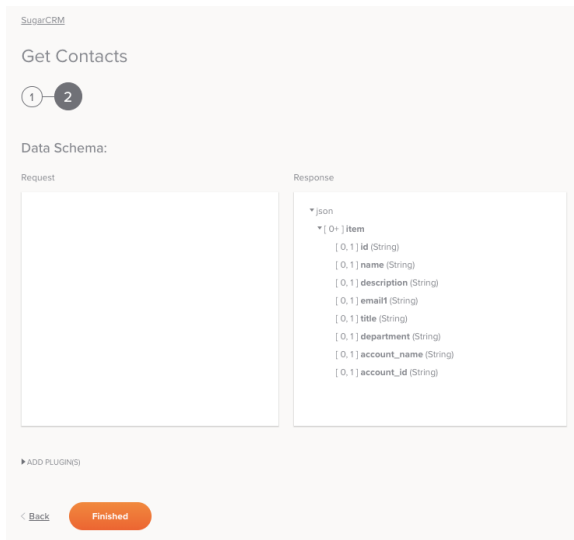 SugarCRM
Get Contacts
1 2
Data Schema:
Request
Response
json
[ 0+ ] item
[ 0, 1 ] id (String)
[ 0, 1 ] name (String)
[ 0, 1 ] description (String)
[ 0, 1 ] email1 (String)
[ 0, 1 ] title (String)
[ 0, 1 ] department (String)
[ 0, 1 ] account_name (String)
[ 0, 1 ] account_id (String)
ADD PLUGIN(S)
< Back
Finished